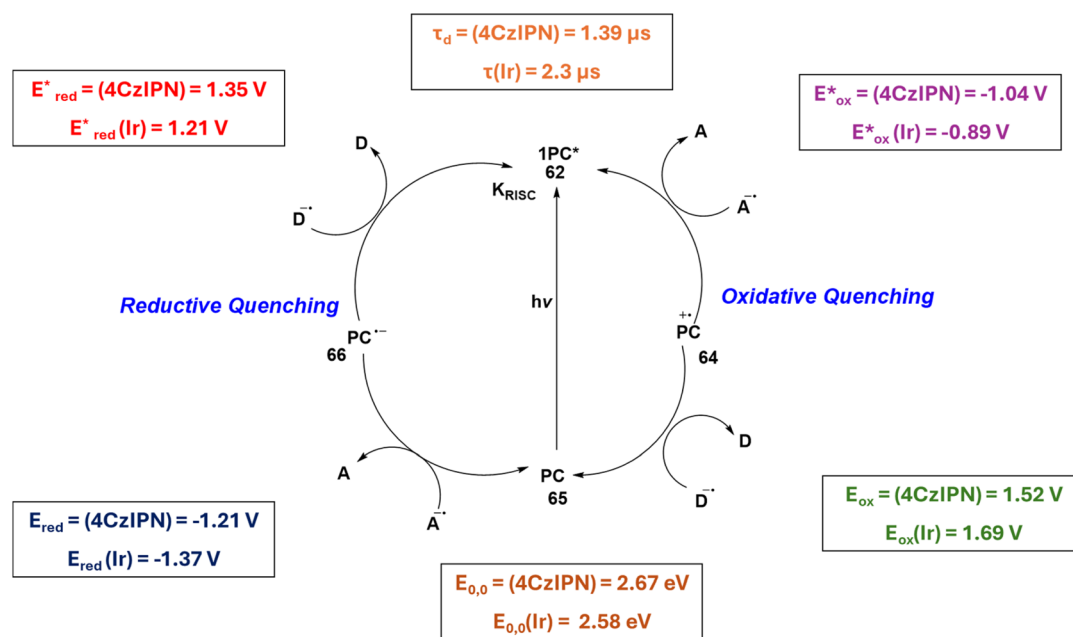 τd = (4CzIPN) = 1.39 µs
τ(Ir) = 2.3 µs
E* red = (4CzIPN) = 1.35 V
E* red (Ir) = 1.21 V
E*ox = (4CzIPN) = -1.04 V
E*ox (Ir) = -0.89 V
D
1PC*
62
A
KRISC
D−•
A−•
Reductive Quenching
hv
Oxidative Quenching
PC•−
66
+•
PC
64
A
PC
65
D
A−•
D−•
Ered = (4CzIPN) = -1.21 V
Ered (Ir) = -1.37 V
Eox = (4CzIPN) = 1.52 V
Eox(Ir) = 1.69 V
E0,0 = (4CzIPN) = 2.67 eV
E0,0(Ir) = 2.58 eV